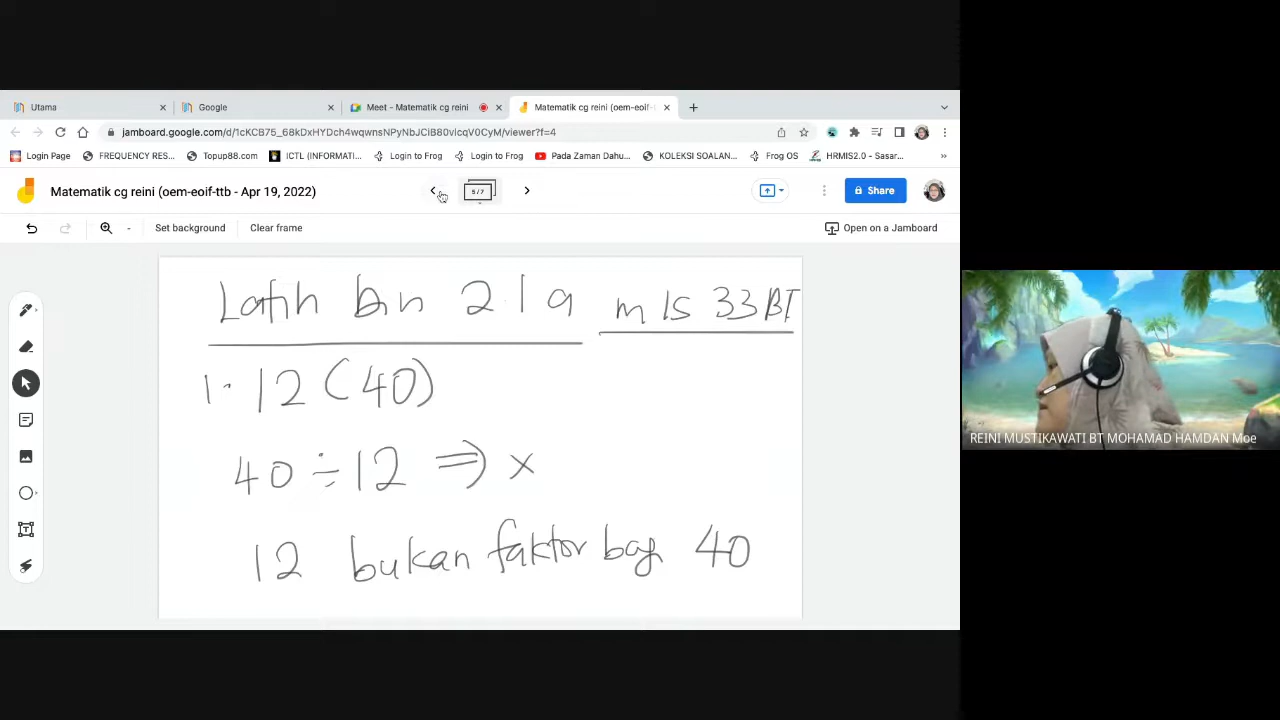 Utama
Google
Meet - Matematik cg reini
Matematik cg reini (oem-eoif-t
jamboard.google.com/d/1cKCB75_68kDxHYDch4wqwnsNPyNbJCiB80vicqV0CyM/viewer?f=4
Login Page FREQUENCY RES... Topup88.com ICTL (INFORMATI... Login to Frog Login to Frog Pada Zaman Dahu... KOLEKSI SOALAN... Frog OS HRMIS2.0 - Sasar... »
Matematik cg reini (oem-eoif-ttb - Apr 19, 2022)
5/7
Share
Set background Clear frame
Open on a Jamboard
Latih bn 2.1a m/s 33 BT
1. 12 (40)
40 ÷ 12 ⇒ x
12 bukan faktor bag 40
REINI MUSTIKAWATI BT MOHAMAD HAMDAN Moe